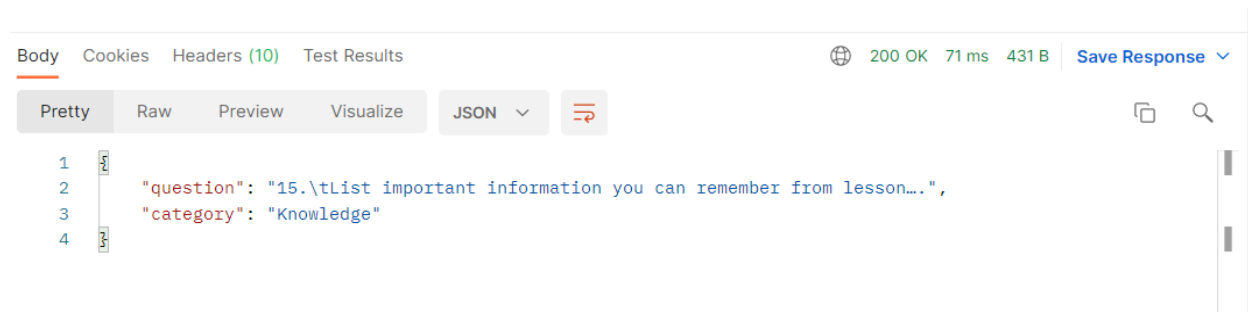 Body Cookies Headers (10) Test Results 200 OK 71 ms 431 B Save Response
Pretty Raw Preview Visualize JSON
1 {
2 "question": "15.\tList important information you can remember from lesson….",
3 "category": "Knowledge"
4 }